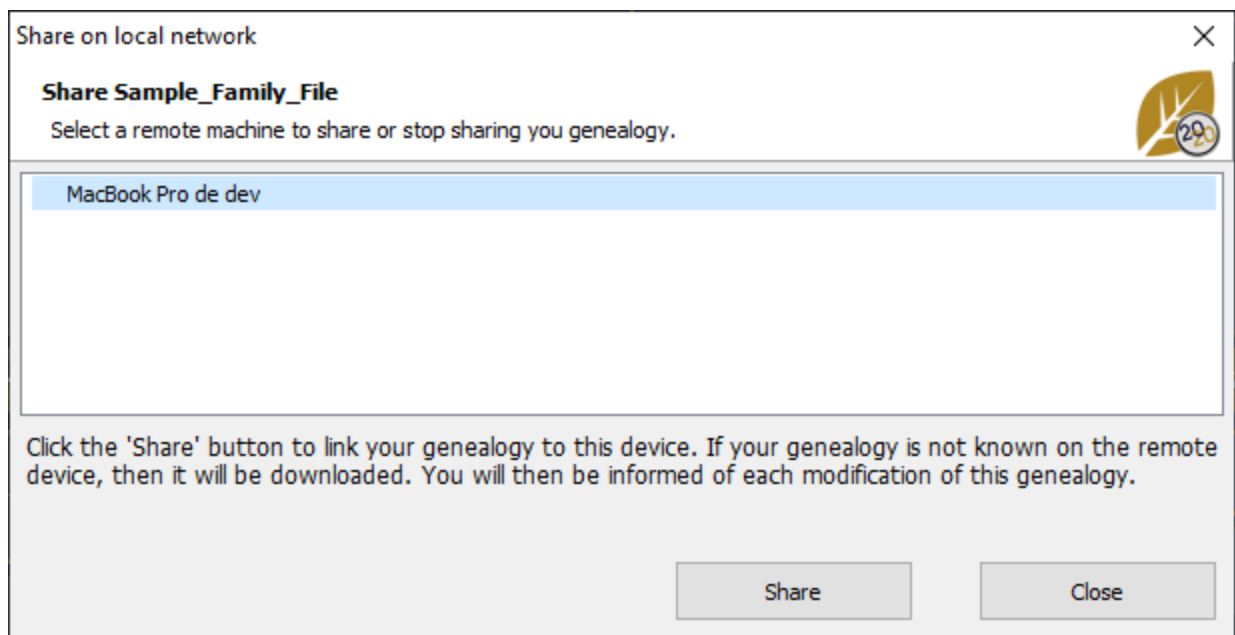 Share on local network
Share Sample_Family_File
Select a remote machine to share or stop sharing you genealogy.
2020
MacBook Pro de dev
Click the 'Share' button to link your genealogy to this device. If your genealogy is not known on the remote
device, then it will be downloaded. You will then be informed of each modification of this genealogy.
Share
Close